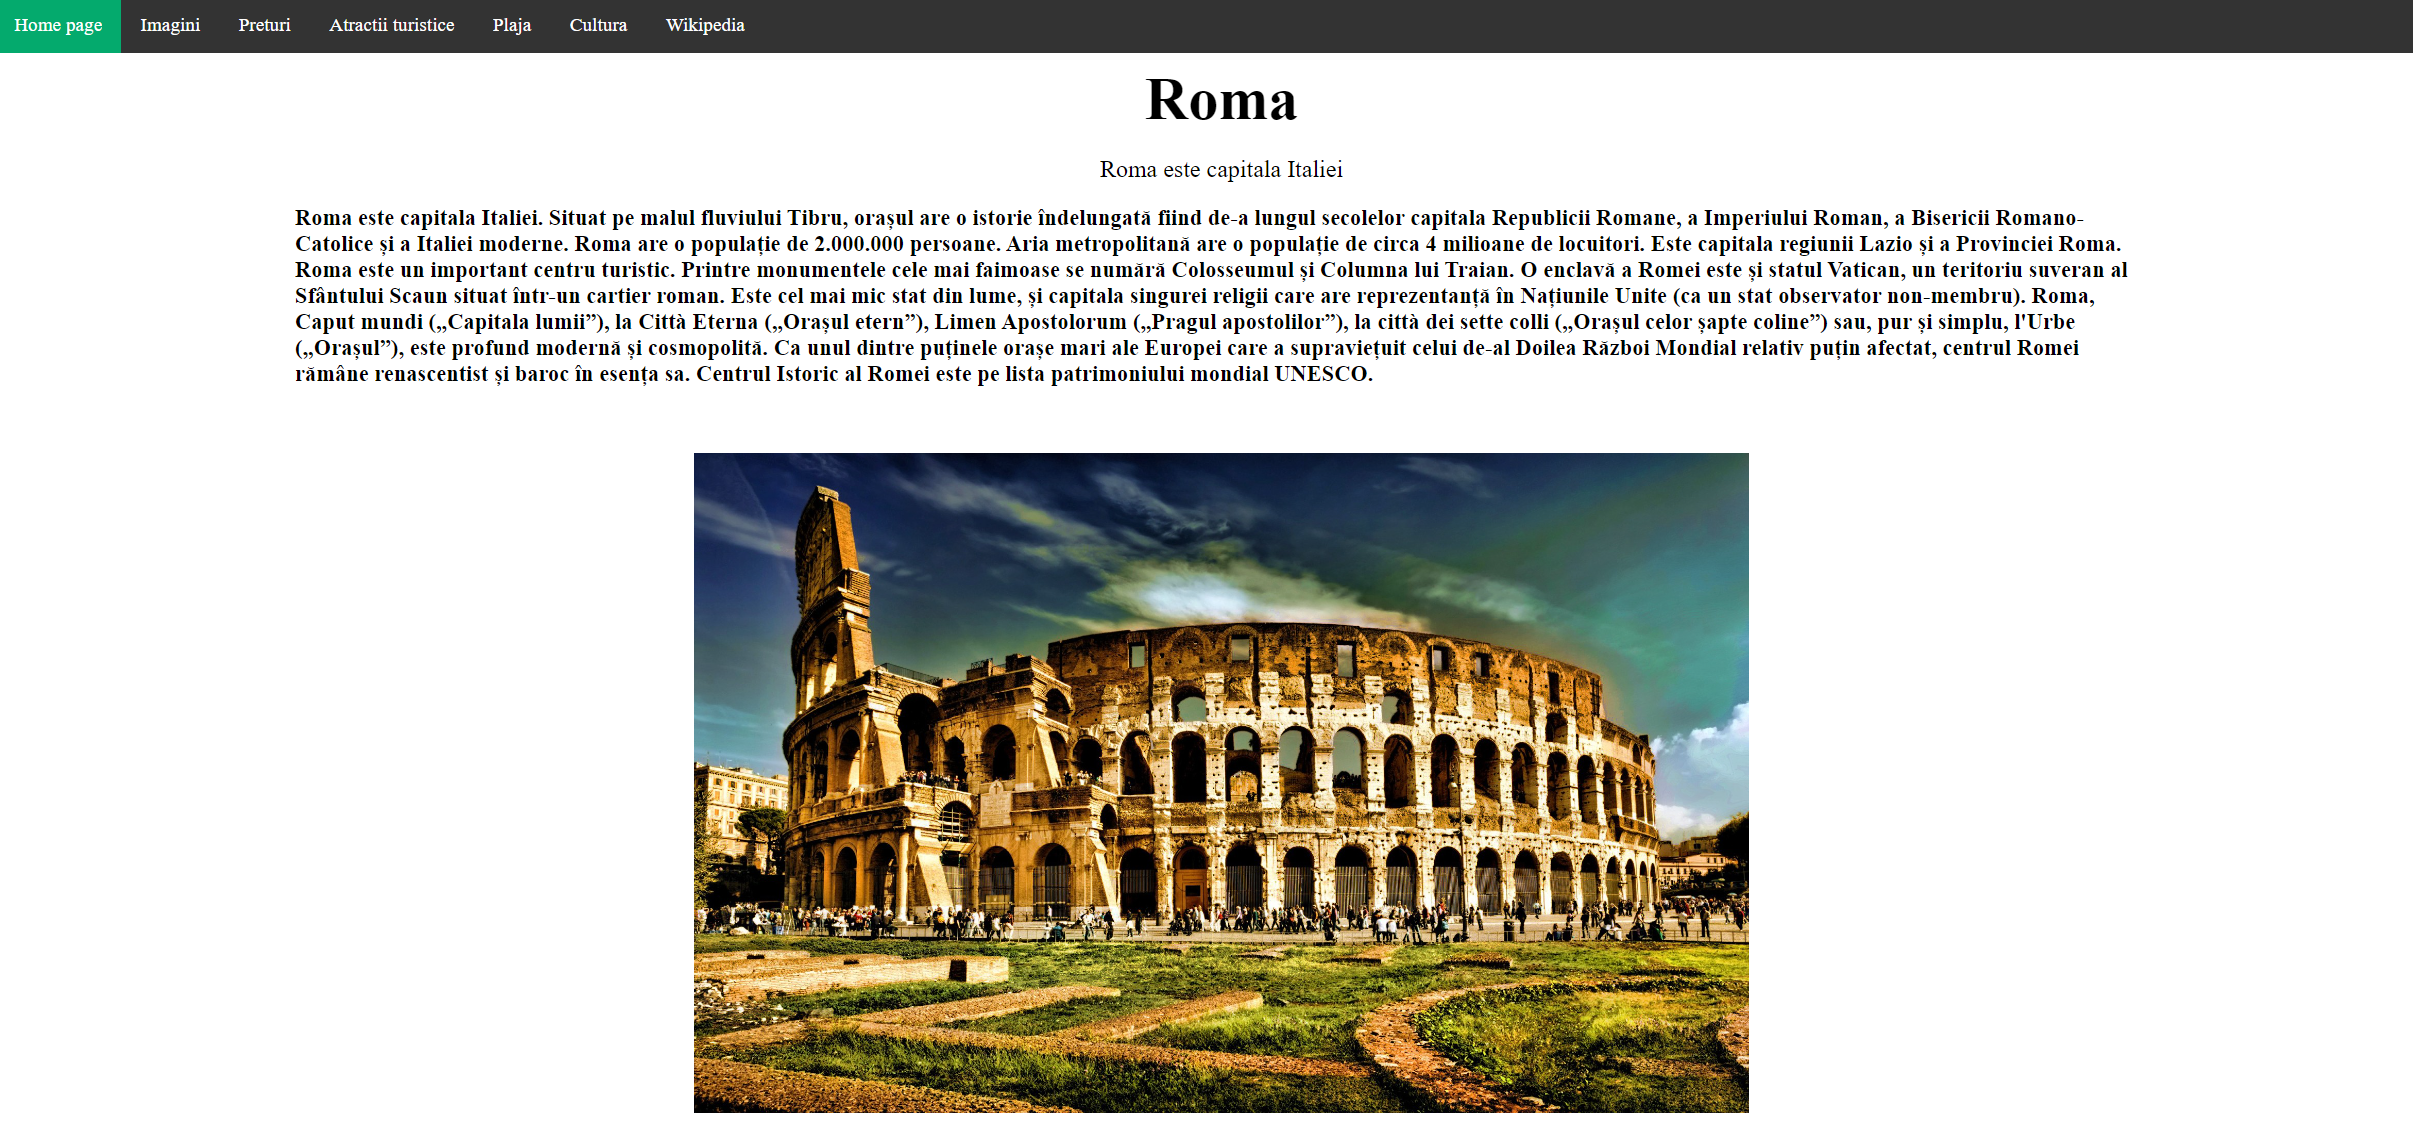 Home page Imagini Preturi Atractii turistice Plaja Cultura Wikipedia
Roma
Roma este capitala Italiei
Roma este capitala Italiei. Situat pe malul fluviului Tibru, orașul are o istorie îndelungată fiind de-a lungul secolelor capitala Republicii Romane, a Imperiului Roman, a Bisericii Romano-
Catolice și a Italiei moderne. Roma are o populație de 2.000.000 persoane. Aria metropolitană are o populație de circa 4 milioane de locuitori. Este capitala regiunii Lazio și a Provinciei Roma.
Roma este un important centru turistic. Printre monumentele cele mai faimoase se numără Colosseumul și Columna lui Traian. O enclavă a Romei este și statul Vatican, un teritoriu suveran al
Sfântului Scaun situat într-un cartier roman. Este cel mai mic stat din lume, și capitala singurei religii care are reprezentanță în Națiunile Unite (ca un stat observator non-membru). Roma,
Caput mundi („Capitala lumii”), la Città Eterna („Orașul etern”), Limen Apostolorum („Pragul apostolilor”), la città dei sette colli („Orașul celor șapte coline”) sau, pur și simplu, l'Urbe
(„Orașul”), este profund modernă și cosmopolită. Ca unul dintre puținele orașe mari ale Europei care a supraviețuit celui de-al Doilea Război Mondial relativ puțin afectat, centrul Romei
rămâne renascentist și baroc în esența sa. Centrul Istoric al Romei este pe lista patrimoniului mondial UNESCO.